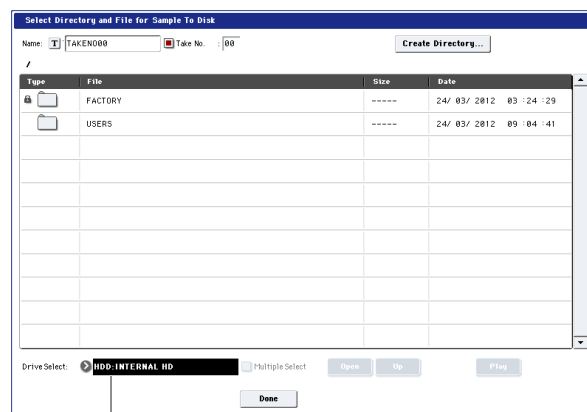 Select Directory and File for Sample To Disk
Name: T TAKENO00 Take No. : 00 Create Directory...
/
Type File Size Date
FACTORY ----- 24/ 03/ 2012 03 :24 :29
USERS ----- 24/ 03/ 2012 09 :04 :41
Drive Select: HDD:INTERNAL HD Multiple Select Open Up Play
Done